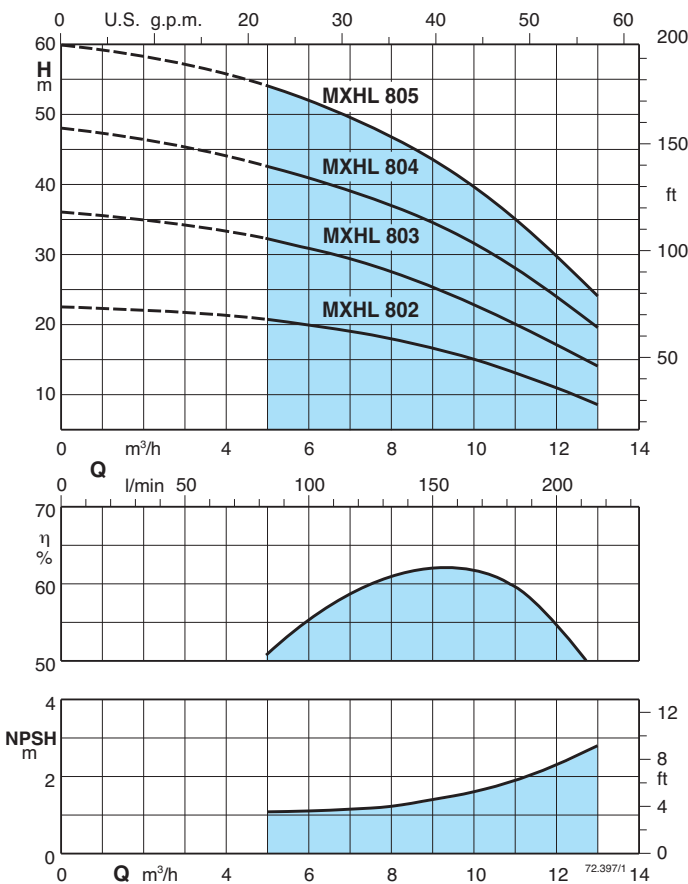 0 U.S. g.p.m. 20 30 40 50 60
60 200
H
m
MXHL 805
50
150
MXHL 804
40
ft
MXHL 803
100
30
MXHL 802
20
50
10
0 m³/h 4 6 8 10 12 14
Q
0 l/min 50 100 150 200
70
η
%
60
50
4
12
NPSH
m
8
ft
2
4
0 0
0 Q m³/h 4 6 8 10 12 72.397/1 14